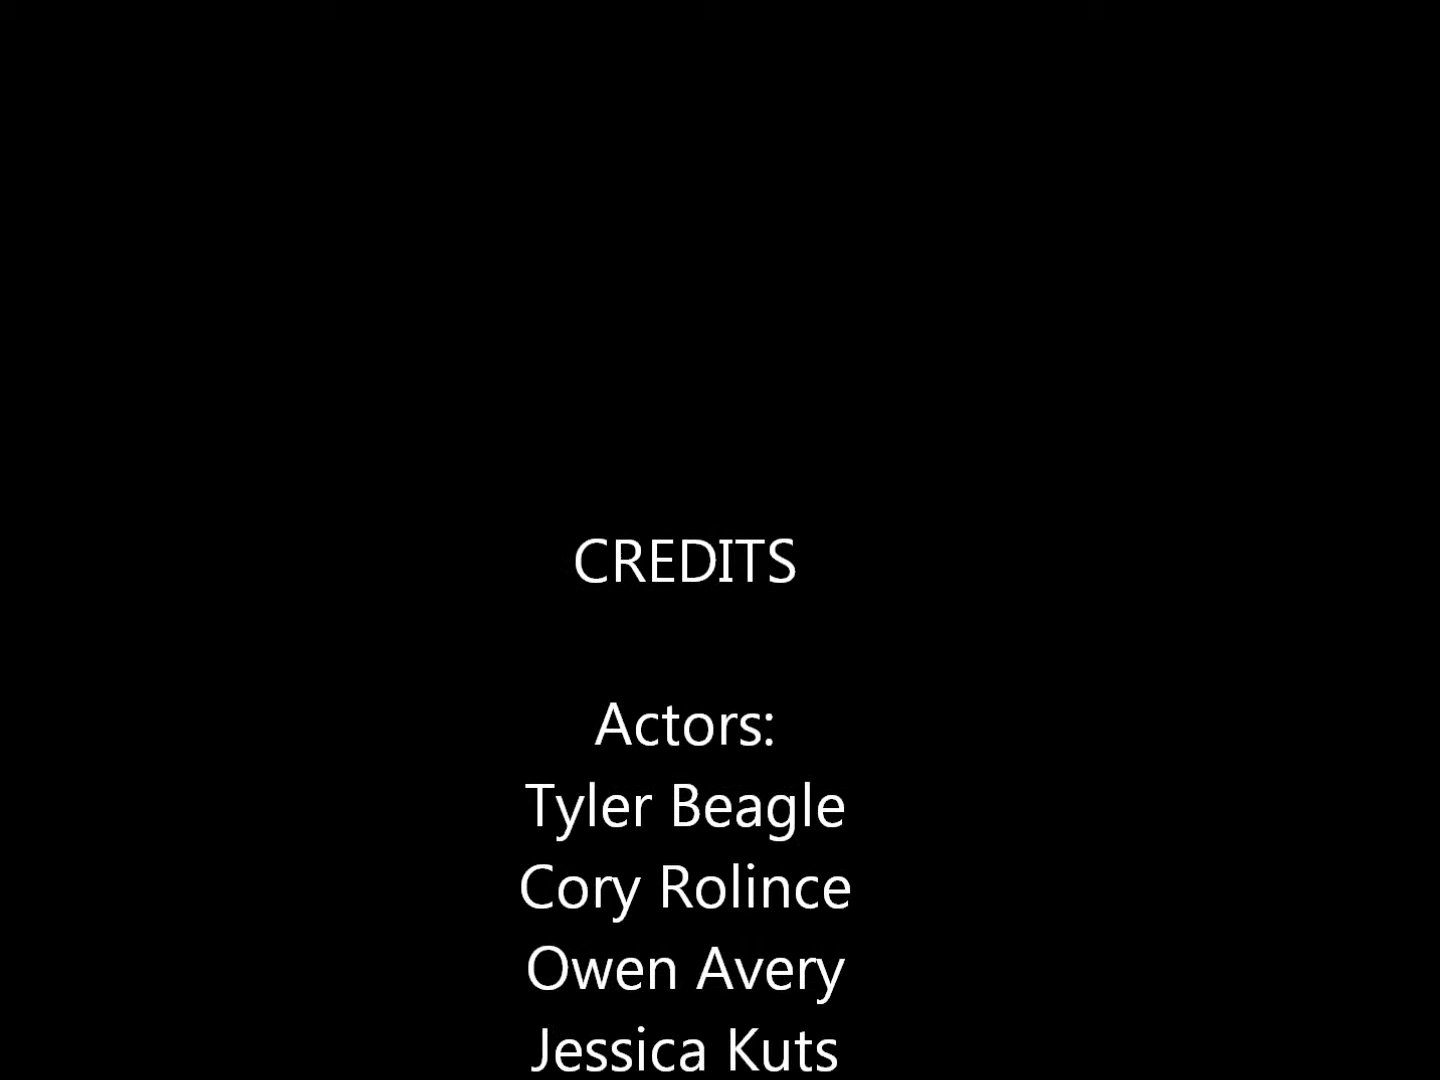 CREDITS
Actors:
Tyler Beagle
Cory Rolince
Owen Avery
Jessica Kuts